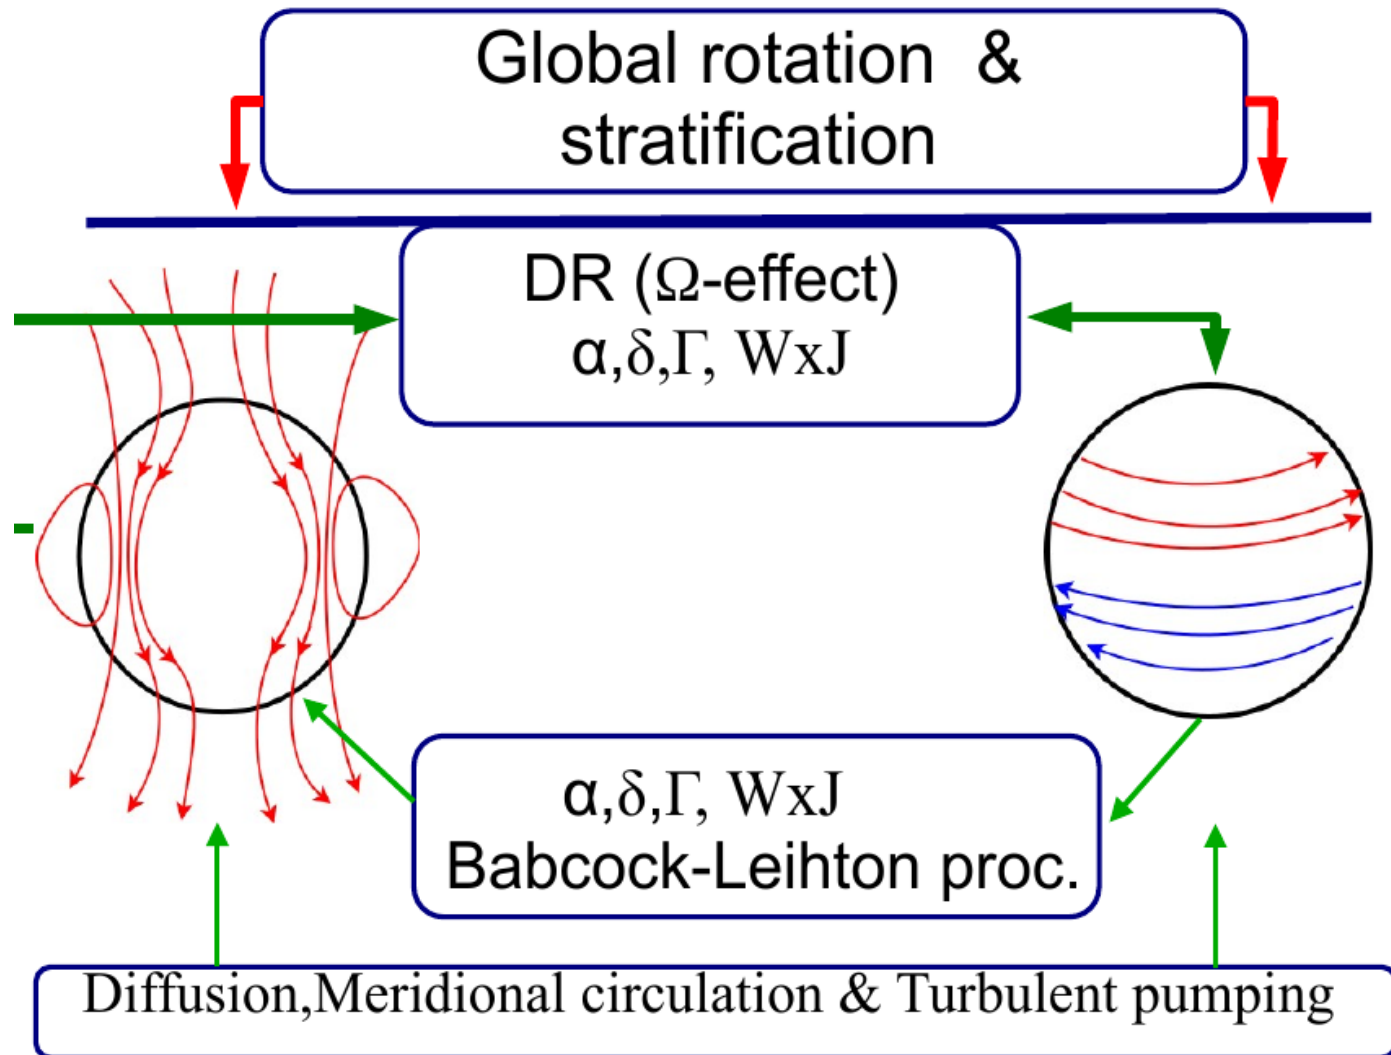 Global rotation &
stratification
DR (Ω-effect)
α,δ,Γ, WxJ
α,δ,Γ, WxJ
Babcock-Leihton proc.
Diffusion,Meridional circulation & Turbulent pumping